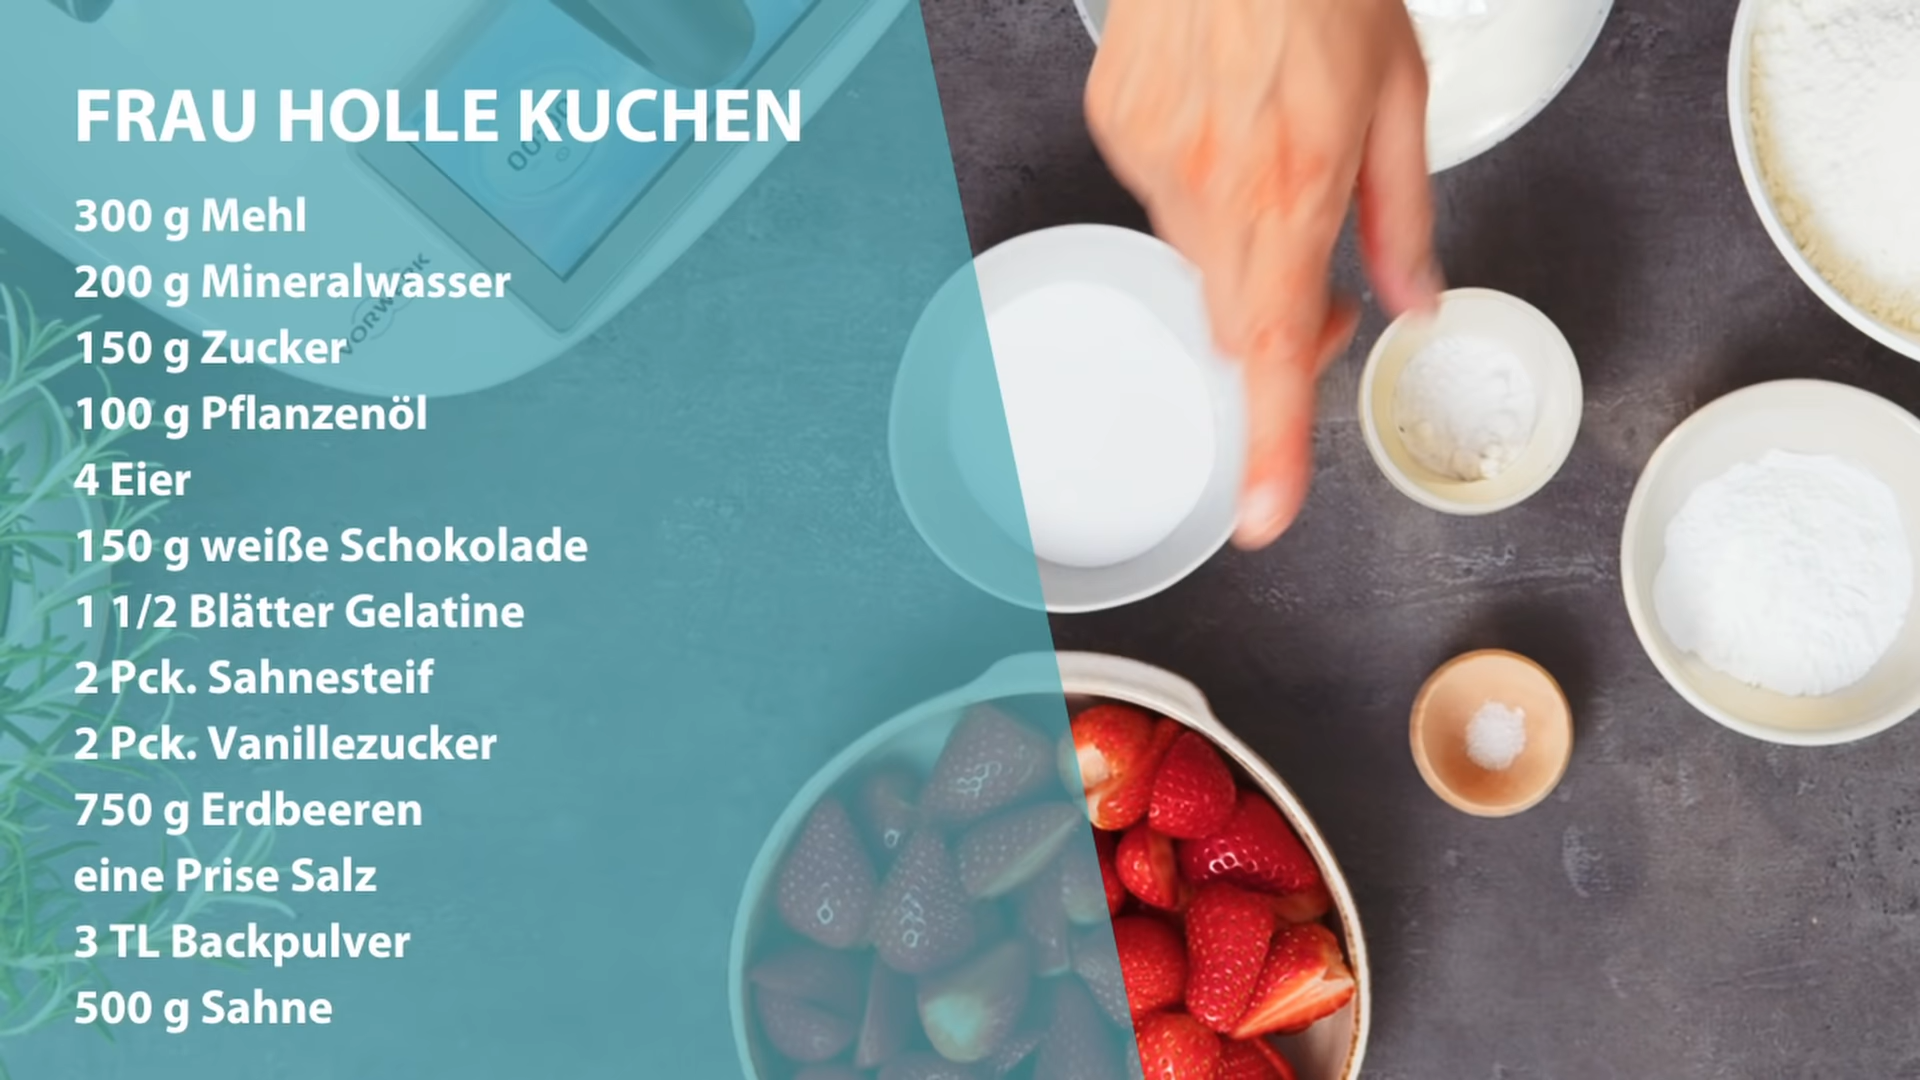 FRAU HOLLE KUCHEN
300 g Mehl
200 g Mineralwasser
150 g Zucker
100 g Pflanzenöl
4 Eier
150 g weiße Schokolade
1 1/2 Blätter Gelatine
2 Pck. Sahnesteif
2 Pck. Vanillezucker
750 g Erdbeeren
eine Prise Salz
3 TL Backpulver
500 g Sahne
VORWERK